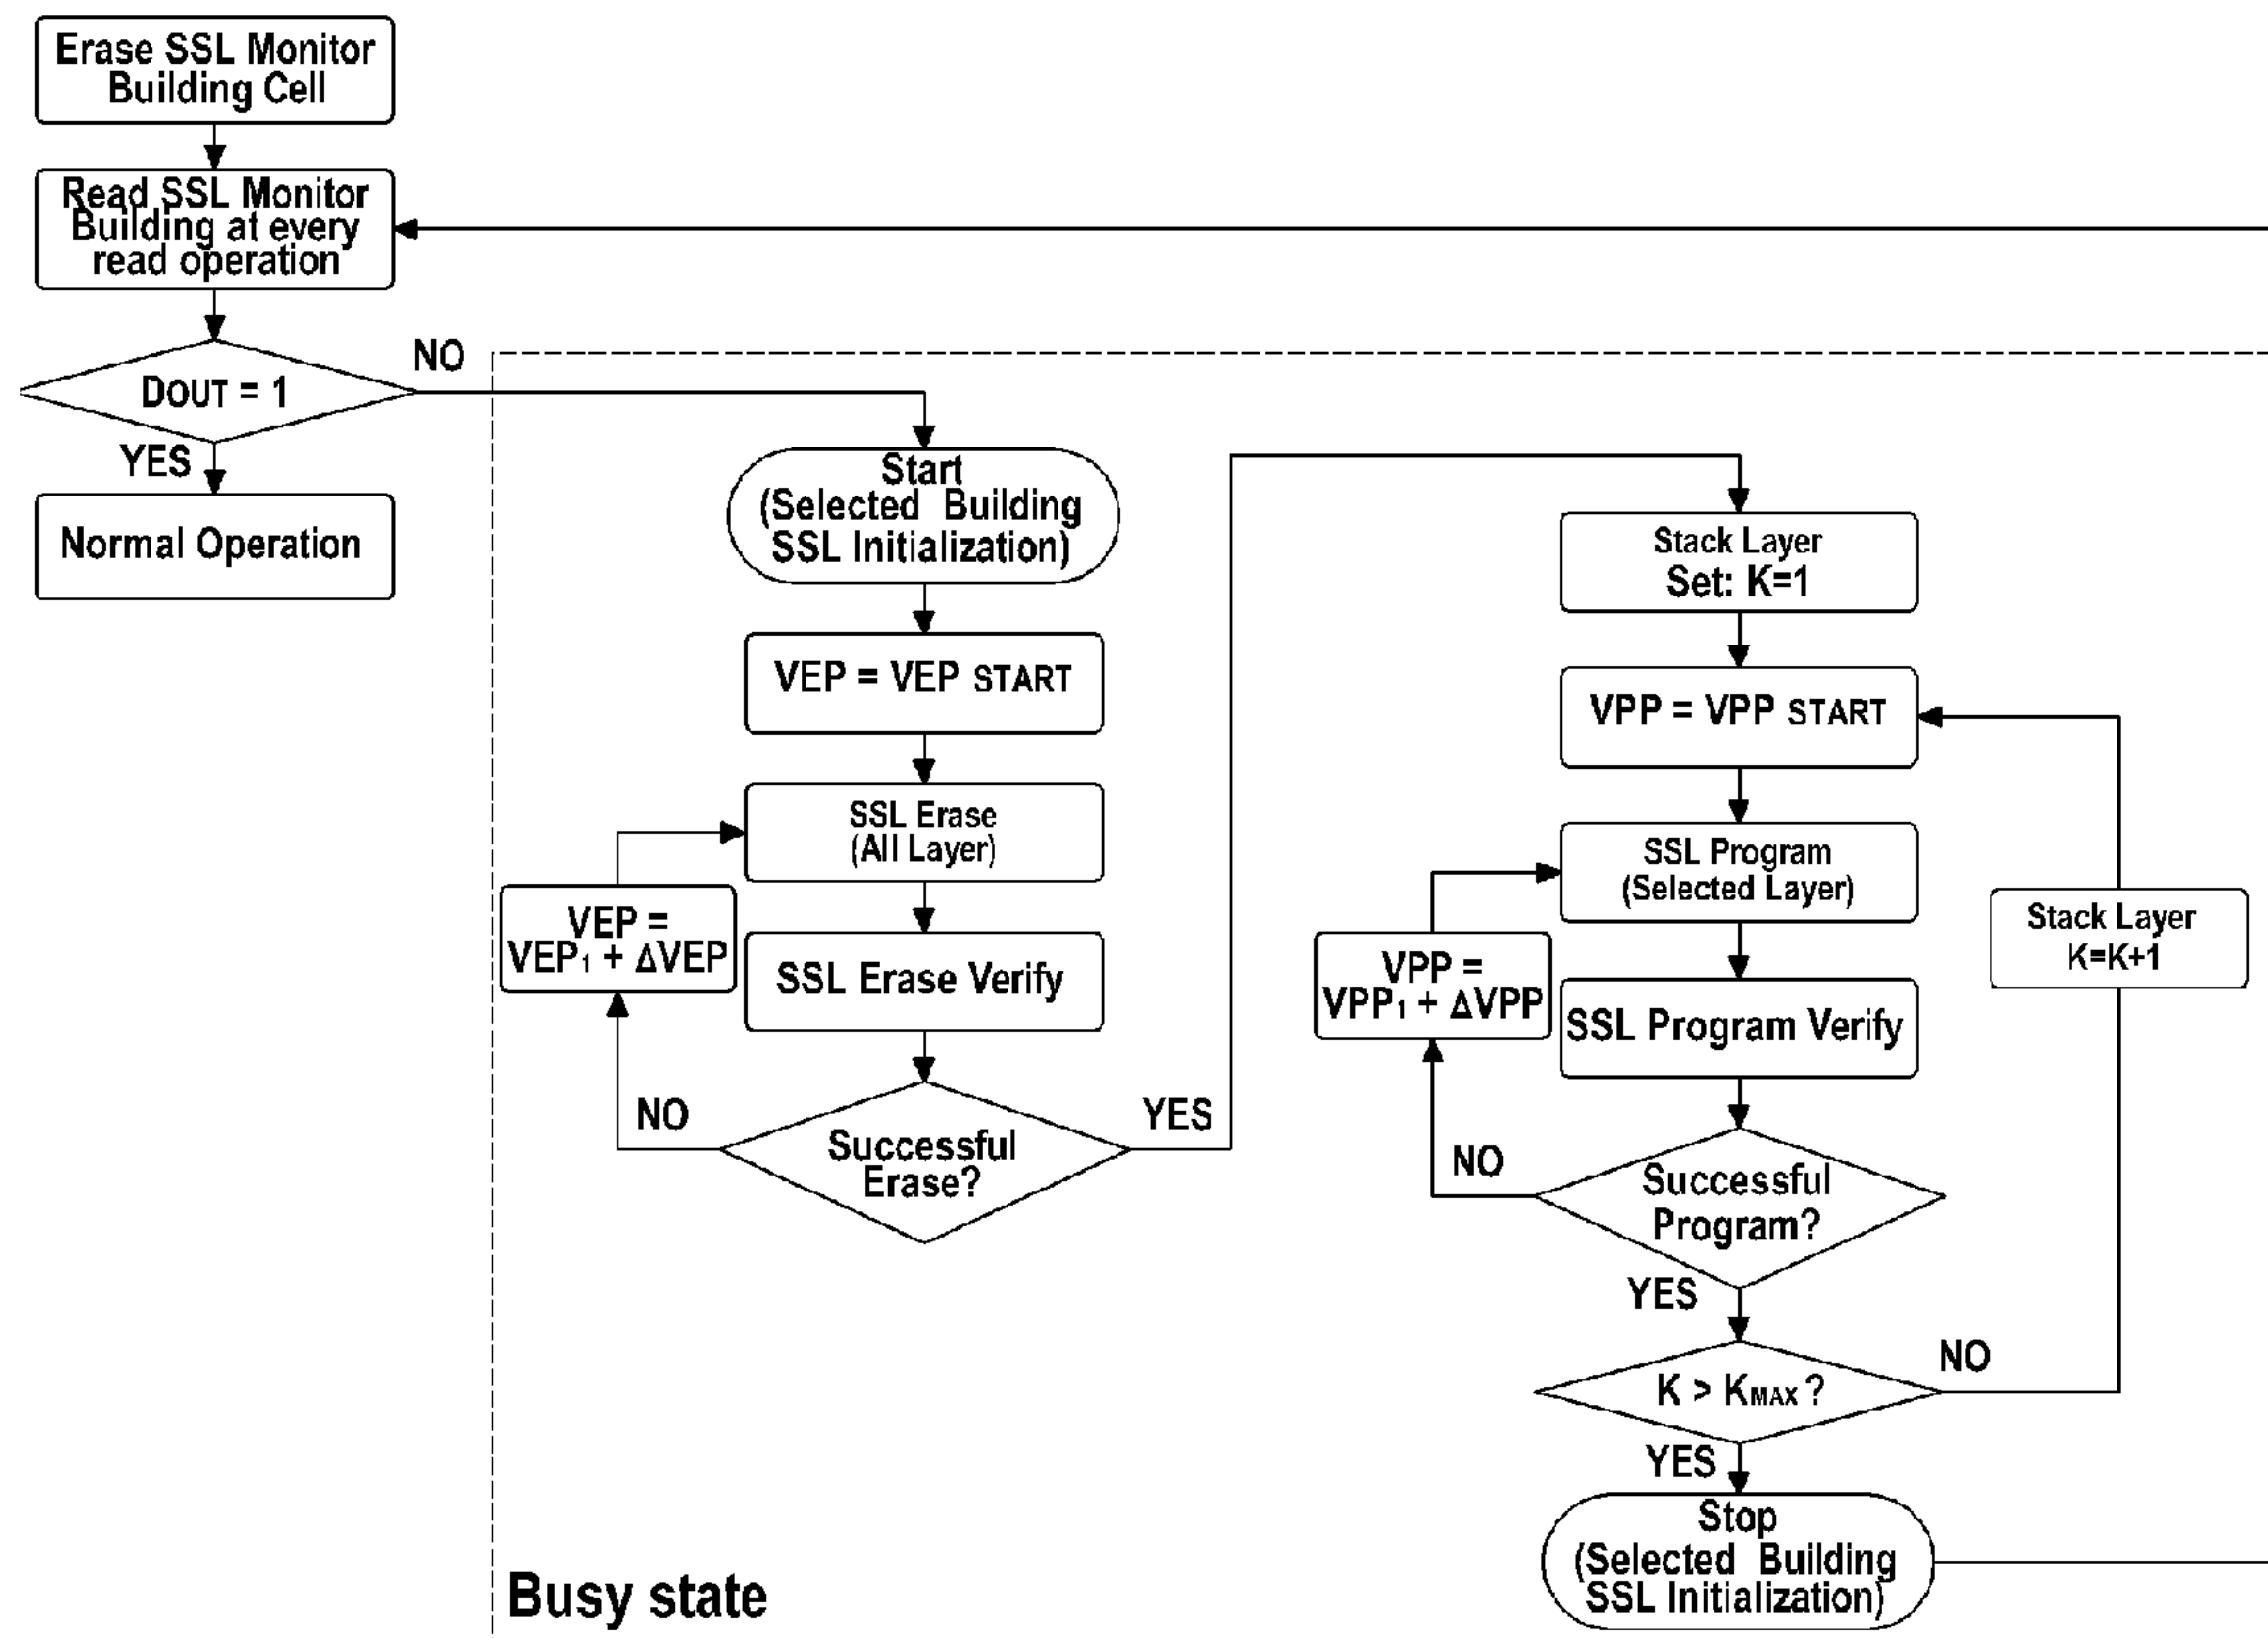 Erase SSL Monitor
Building Cell
Read SSL Monitor
Building at every
read operation
DOUT = 1
NO
YES
Normal Operation
Start
(Selected Building
SSL Initialization)
VEP = VEP START
SSL Erase
(All Layer)
VEP =
VEP₁ + ΔVEP
SSL Erase Verify
NO
YES
Successful
Erase?
Stack Layer
Set: K=1
VPP = VPP START
SSL Program
(Selected Layer)
Stack Layer
K=K+1
VPP =
VPP₁ + ΔVPP
SSL Program Verify
NO
Successful
Program?
YES
NO
K > KMAX ?
YES
Stop
(Selected Building
SSL Initialization)
Busy state